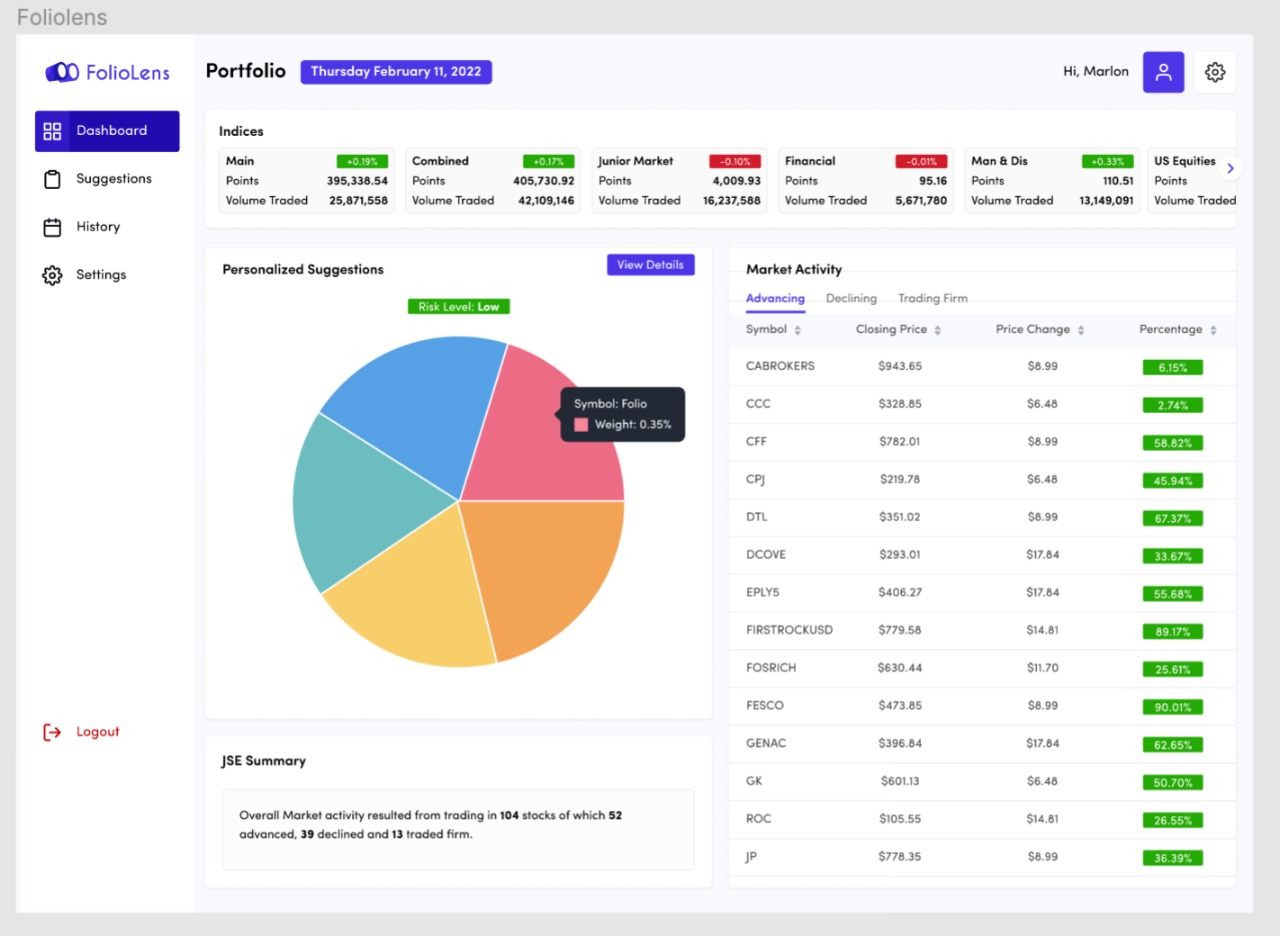 Foliolens
FolioLens
Portfolio
Thursday February 11, 2022
Hi, Marlon
Dashboard
Suggestions
History
Settings
Logout
Indices
Main +0.19%
Points 395,338.54
Volume Traded 25,871,558
Combined +0.17%
Points 405,730.92
Volume Traded 42,109,146
Junior Market -0.10%
Points 4,009.93
Volume Traded 16,237,588
Financial -0.01%
Points 95.16
Volume Traded 5,671,780
Man & Dis +0.33%
Points 110.51
Volume Traded 13,149,091
US Equities
Points
Volume Traded
Personalized Suggestions
View Details
Risk Level: Low
Symbol: Folio
Weight: 0.35%
JSE Summary
Overall Market activity resulted from trading in 104 stocks of which 52
advanced, 39 declined and 13 traded firm.
Market Activity
Advancing Declining Trading Firm
Symbol Closing Price Price Change Percentage
CABROKERS $943.65 $8.99 6.15%
CCC $328.85 $6.48 2.74%
CFF $782.01 $8.99 58.82%
CPJ $219.78 $6.48 45.94%
DTL $351.02 $8.99 67.37%
DCOVE $293.01 $17.84 33.67%
EPLY5 $406.27 $17.84 55.68%
FIRSTROCKUSD $779.58 $14.81 89.17%
FOSRICH $630.44 $11.70 25.61%
FESCO $473.85 $8.99 90.01%
GENAC $396.84 $17.84 62.65%
GK $601.13 $6.48 50.70%
ROC $105.55 $14.81 26.55%
JP $778.35 $8.99 36.39%